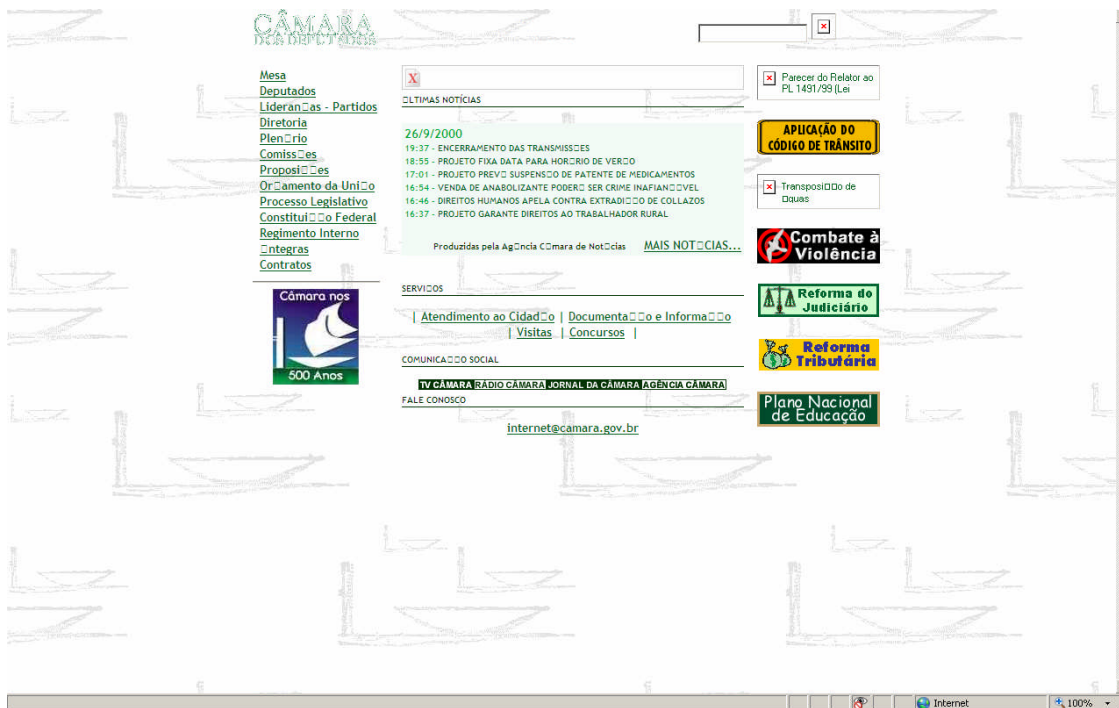 CÂMARA
DOS DEPUTADOS
Mesa
Deputados
Lideran□as - Partidos
Diretoria
Plen□rio
Comiss□es
Proposi□□es
Or□amento da Uni□o
Processo Legislativo
Constitui□□o Federal
Regimento Interno
□ntegras
Contratos
Câmara nos
500 Anos
□LTIMAS NOTÍCIAS
26/9/2000
19:37 - ENCERRAMENTO DAS TRANSMISS□ES
18:55 - PROJETO FIXA DATA PARA HOR□RIO DE VER□O
17:01 - PROJETO PREV□ SUSPENS□O DE PATENTE DE MEDICAMENTOS
16:54 - VENDA DE ANABOLIZANTE PODER□ SER CRIME INAFIAN□□VEL
16:46 - DIREITOS HUMANOS APELA CONTRA EXTRADI□□O DE COLLAZOS
16:37 - PROJETO GARANTE DIREITOS AO TRABALHADOR RURAL
Produzidas pela Ag□ncia C□mara de Not□cias MAIS NOT□CIAS...
SERVI□OS
| Atendimento ao Cidad□o | Documenta□□o e Informa□□o
| Visitas | Concursos |
COMUNICA□□O SOCIAL
TV CÂMARA RÁDIO CÂMARA JORNAL DA CÂMARA AGÊNCIA CÂMARA
FALE CONOSCO
internet@camara.gov.br
Parecer do Relator ao
PL 1491/99 (Lei
APLICAÇÃO DO
CÓDIGO DE TRÂNSITO
Transposi□□o de
□guas
Combate à
Violência
Reforma do
Judiciário
Reforma
Tributária
Plano Nacional
de Educação
Internet
100%